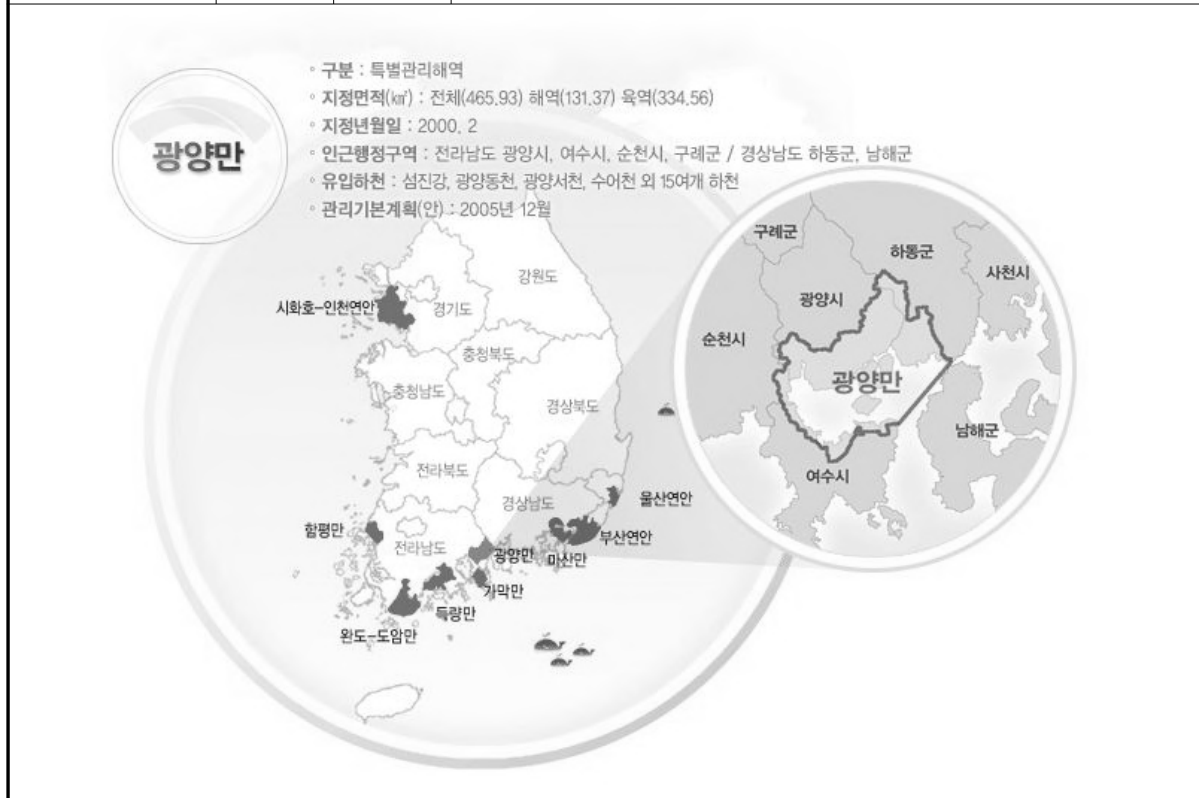 광양만
◦ 구분 : 특별관리해역
◦ 지정면적(㎢) : 전체(465.93) 해역(131.37) 육역(334.56)
◦ 지정년월일 : 2000. 2
◦ 인근행정구역 : 전라남도 광양시, 여수시, 순천시, 구례군 / 경상남도 하동군, 남해군
◦ 유입하천 : 섬진강, 광양동천, 광양서천, 수어천 외 15여개 하천
◦ 관리기본계획(안) : 2005년 12월
시화호-인천연안
경기도
강원도
충청북도
충청남도
경상북도
전라북도
경상남도
전라남도
함평만
울산연안
부산연안
마산만
광양만
가막만
득량만
완도-도암만
구례군
하동군
사천시
광양시
순천시
광양만
남해군
여수시